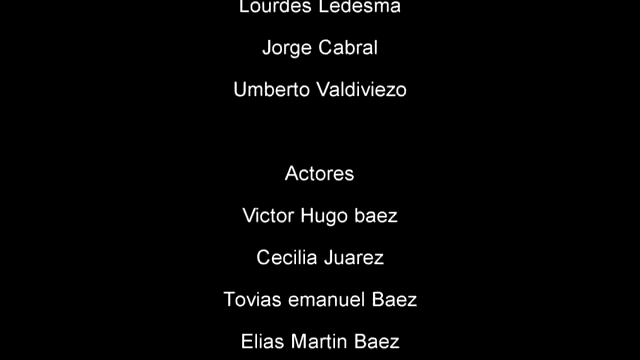 Lourdes Ledesma
Jorge Cabral
Umberto Valdiviezo
Actores
Victor Hugo baez
Cecilia Juarez
Tovias emanuel Baez
Elias Martin Baez